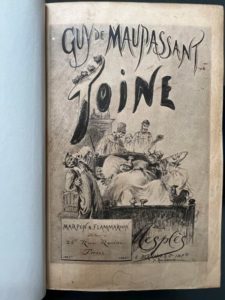 GUY DE MAUPASSANT
TOINE
MARPON & FLAMMARION
26 Rue Racine
Paris
Mesplès